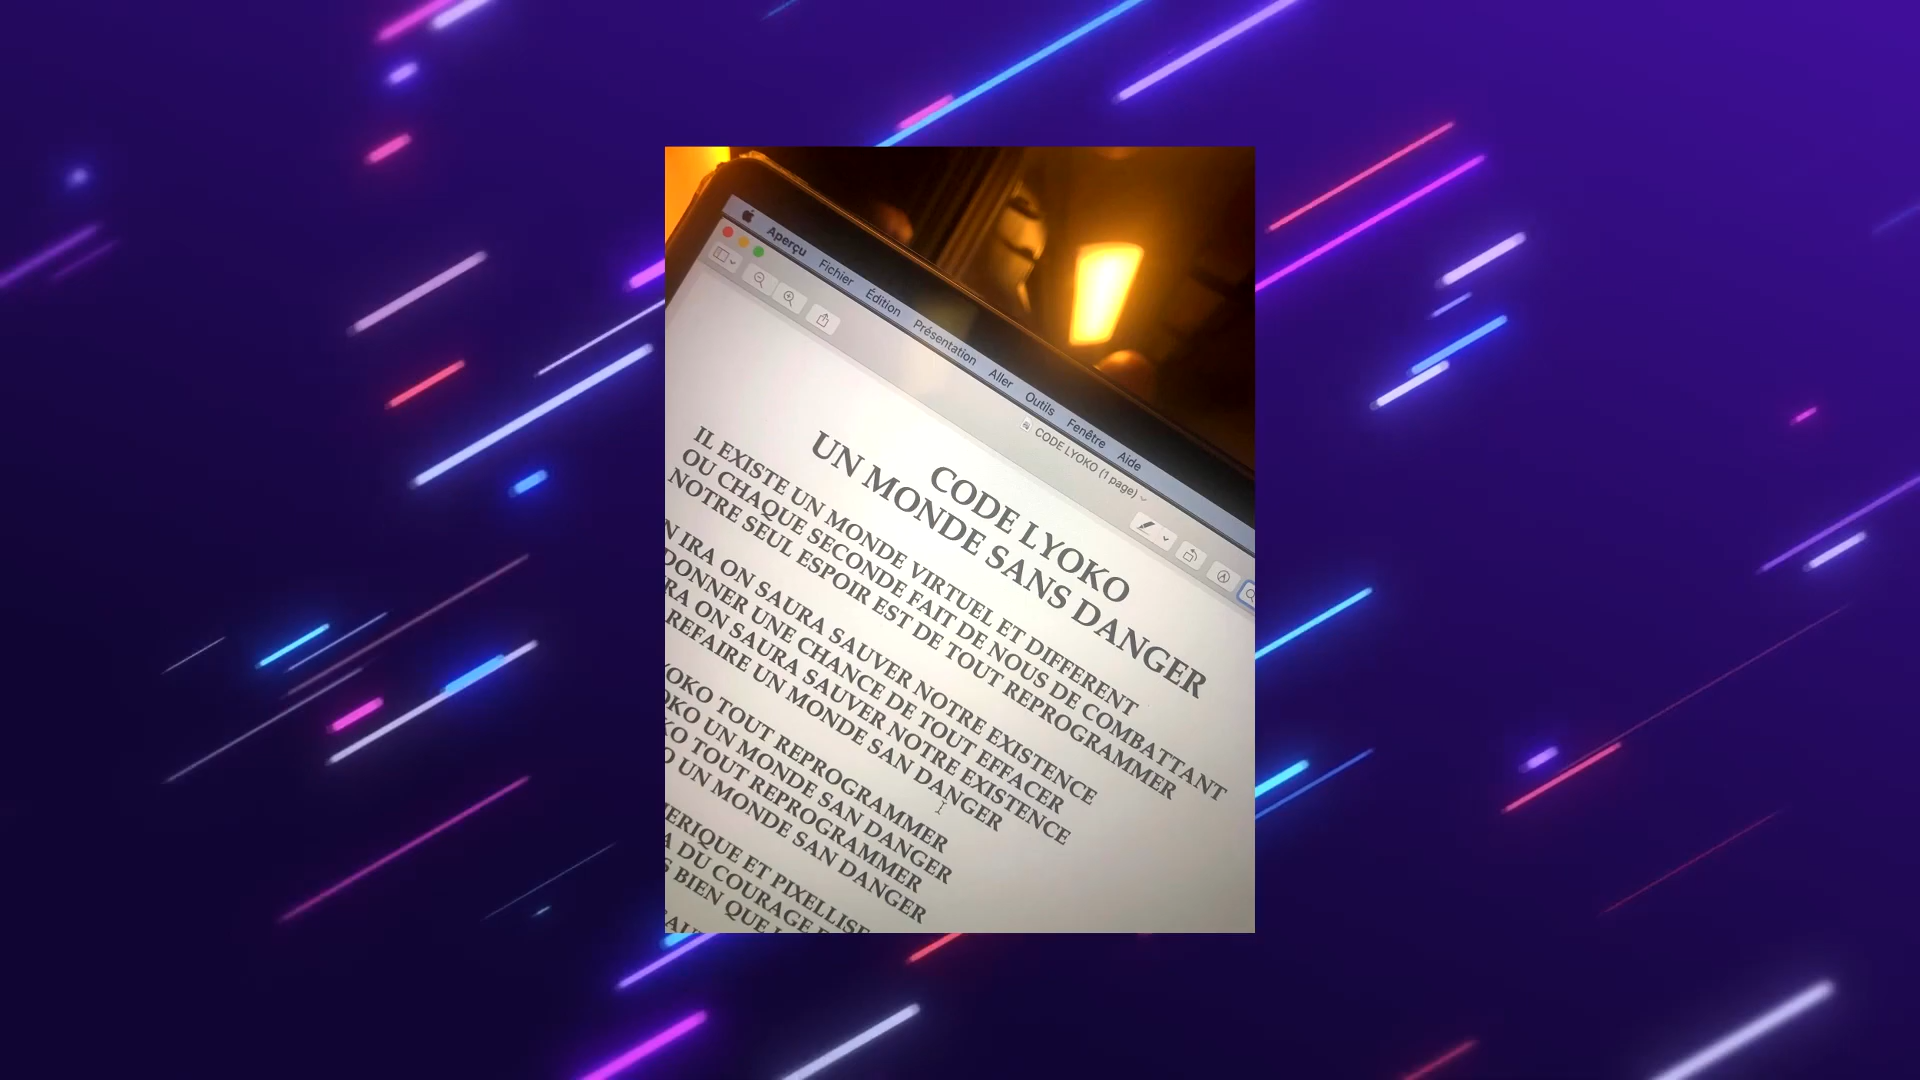 Aperçu Fichier Édition Présentation Aller Outils Fenêtre Aide
CODE LYOKO (1 page)
CODE LYOKO
UN MONDE SANS DANGER
IL EXISTE UN MONDE VIRTUEL ET DIFFERENT
OU CHAQUE SECONDE FAIT DE NOUS DE COMBATTANT
NOTRE SEUL ESPOIR EST DE TOUT REPROGRAMMER
IRA ON SAURA SAUVER NOTRE EXISTENCE
DONNER UNE CHANCE DE TOUT EFFACER
RA ON SAURA SAUVER NOTRE EXISTENCE
REFAIRE UN MONDE SAN DANGER
OKO TOUT REPROGRAMMER
OKO UN MONDE SAN DANGER
KO TOUT REPROGRAMMER
O UN MONDE SAN DANGER
ERIQUE ET PIXELLISE
A DU COURAGE
BIEN QUE